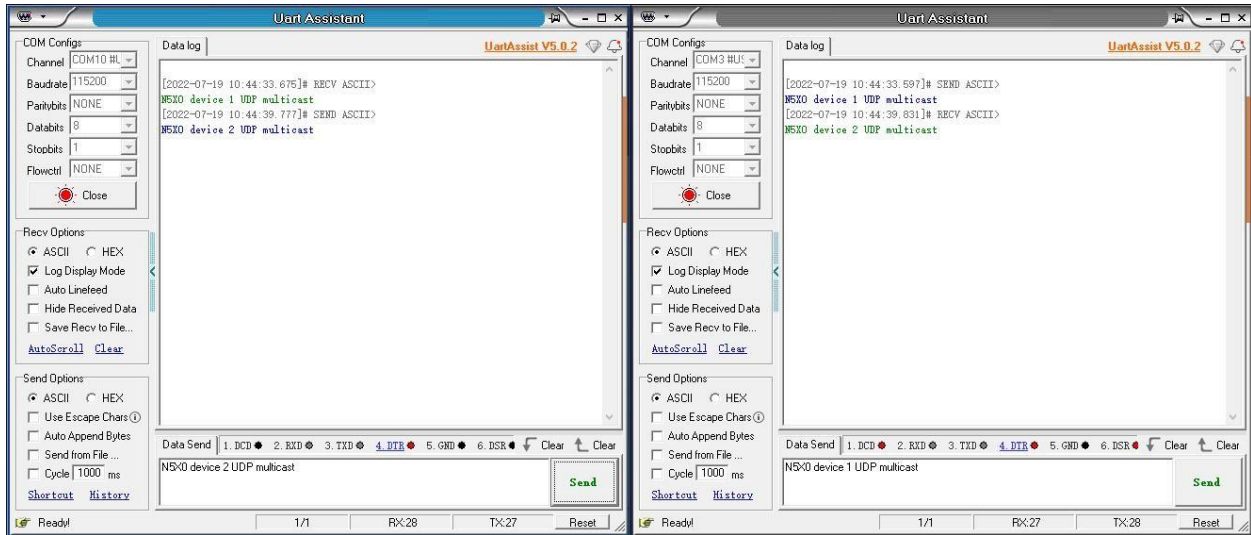 Uart Assistant
COM Configs
Channel COM10 #U
Baudrate 115200
Paritybits NONE
Databits 8
Stopbits 1
Flowctrl NONE
Close
Recv Options
ASCII HEX
Log Display Mode
Auto Linefeed
Hide Received Data
Save Recv to File...
AutoScroll Clear
Send Options
ASCII HEX
Use Escape Chars
Auto Append Bytes
Send from File ...
Cycle 1000 ms
Shortcut History
Data log
UartAssist V5.0.2
[2022-07-19 10:44:33.675]# RECV ASCII>
N5X0 device 1 UDP multicast
[2022-07-19 10:44:39.777]# SEND ASCII>
N5X0 device 2 UDP multicast
Data Send 1. DCD 2. RXD 3. TXD 4. DTR 5. GND 6. DSR Clear Clear
N5X0 device 2 UDP multicast
Send
Ready! 1/1 RX:28 TX:27 Reset
Uart Assistant
COM Configs
Channel COM3 #US
Baudrate 115200
Paritybits NONE
Databits 8
Stopbits 1
Flowctrl NONE
Close
Recv Options
ASCII HEX
Log Display Mode
Auto Linefeed
Hide Received Data
Save Recv to File...
AutoScroll Clear
Send Options
ASCII HEX
Use Escape Chars
Auto Append Bytes
Send from File ...
Cycle 1000 ms
Shortcut History
Data log
UartAssist V5.0.2
[2022-07-19 10:44:33.597]# SEND ASCII>
N5X0 device 1 UDP multicast
[2022-07-19 10:44:39.831]# RECV ASCII>
N5X0 device 2 UDP multicast
Data Send 1. DCD 2. RXD 3. TXD 4. DTR 5. GND 6. DSR Clear Clear
N5X0 device 1 UDP multicast
Send
Ready! 1/1 RX:27 TX:28 Reset